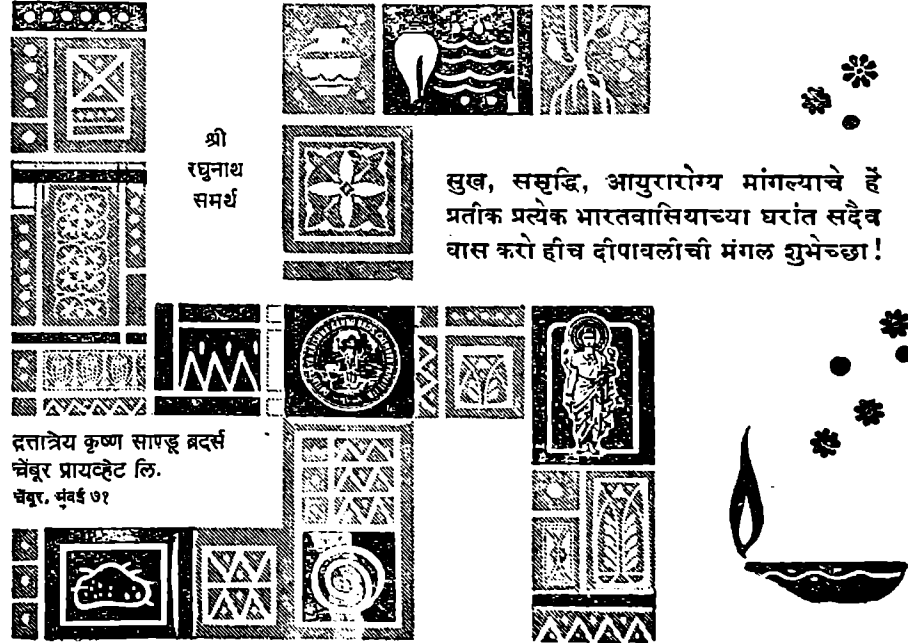 श्री
रघुनाथ
समर्थ
सुख, समृद्धि, आयुरारोग्य मांगल्याचे हें
प्रतीक प्रत्येक भारतवासियाच्या घरांत सदैव
वास करो हीच दीपावलीची मंगल शुभेच्छा!
दत्तात्रेय कृष्ण साण्डू ब्रदर्स
चेंबूर प्रायव्हेट लि.
चेंबूर, मुंबई ७१